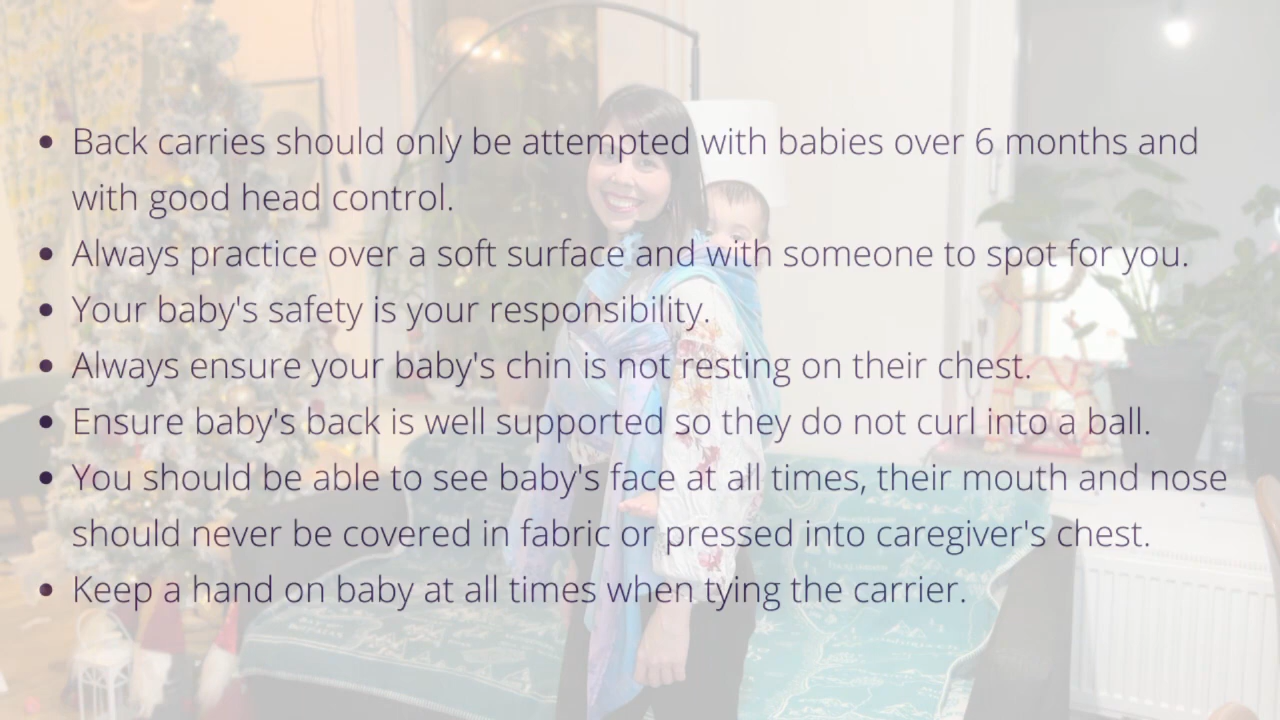 • Back carries should only be attempted with babies over 6 months and
with good head control.
• Always practice over a soft surface and with someone to spot for you.
• Your baby's safety is your responsibility.
• Always ensure your baby's chin is not resting on their chest.
• Ensure baby's back is well supported so they do not curl into a ball.
• You should be able to see baby's face at all times, their mouth and nose
should never be covered in fabric or pressed into caregiver's chest.
• Keep a hand on baby at all times when tying the carrier.